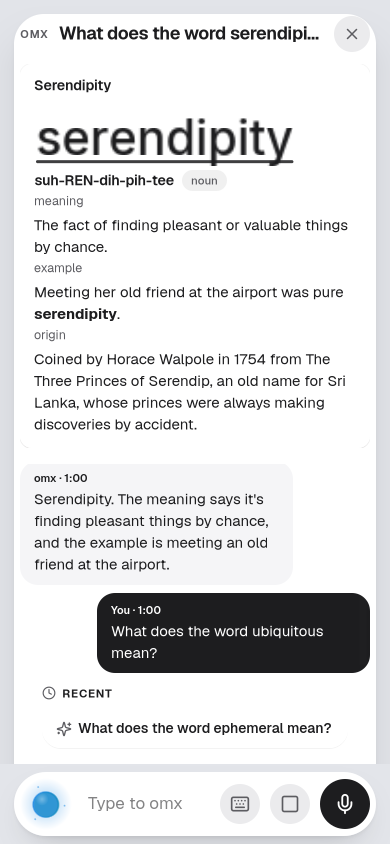 OMX What does the word serendipi...
Serendipity
serendipity
suh-REN-dih-pih-tee noun
meaning
The fact of finding pleasant or valuable things
by chance.
example
Meeting her old friend at the airport was pure
serendipity.
origin
Coined by Horace Walpole in 1754 from The
Three Princes of Serendip, an old name for Sri
Lanka, whose princes were always making
discoveries by accident.
omx · 1:00
Serendipity. The meaning says it's
finding pleasant things by chance,
and the example is meeting an old
friend at the airport.
You · 1:00
What does the word ubiquitous
mean?
RECENT
What does the word ephemeral mean?
Type to omx